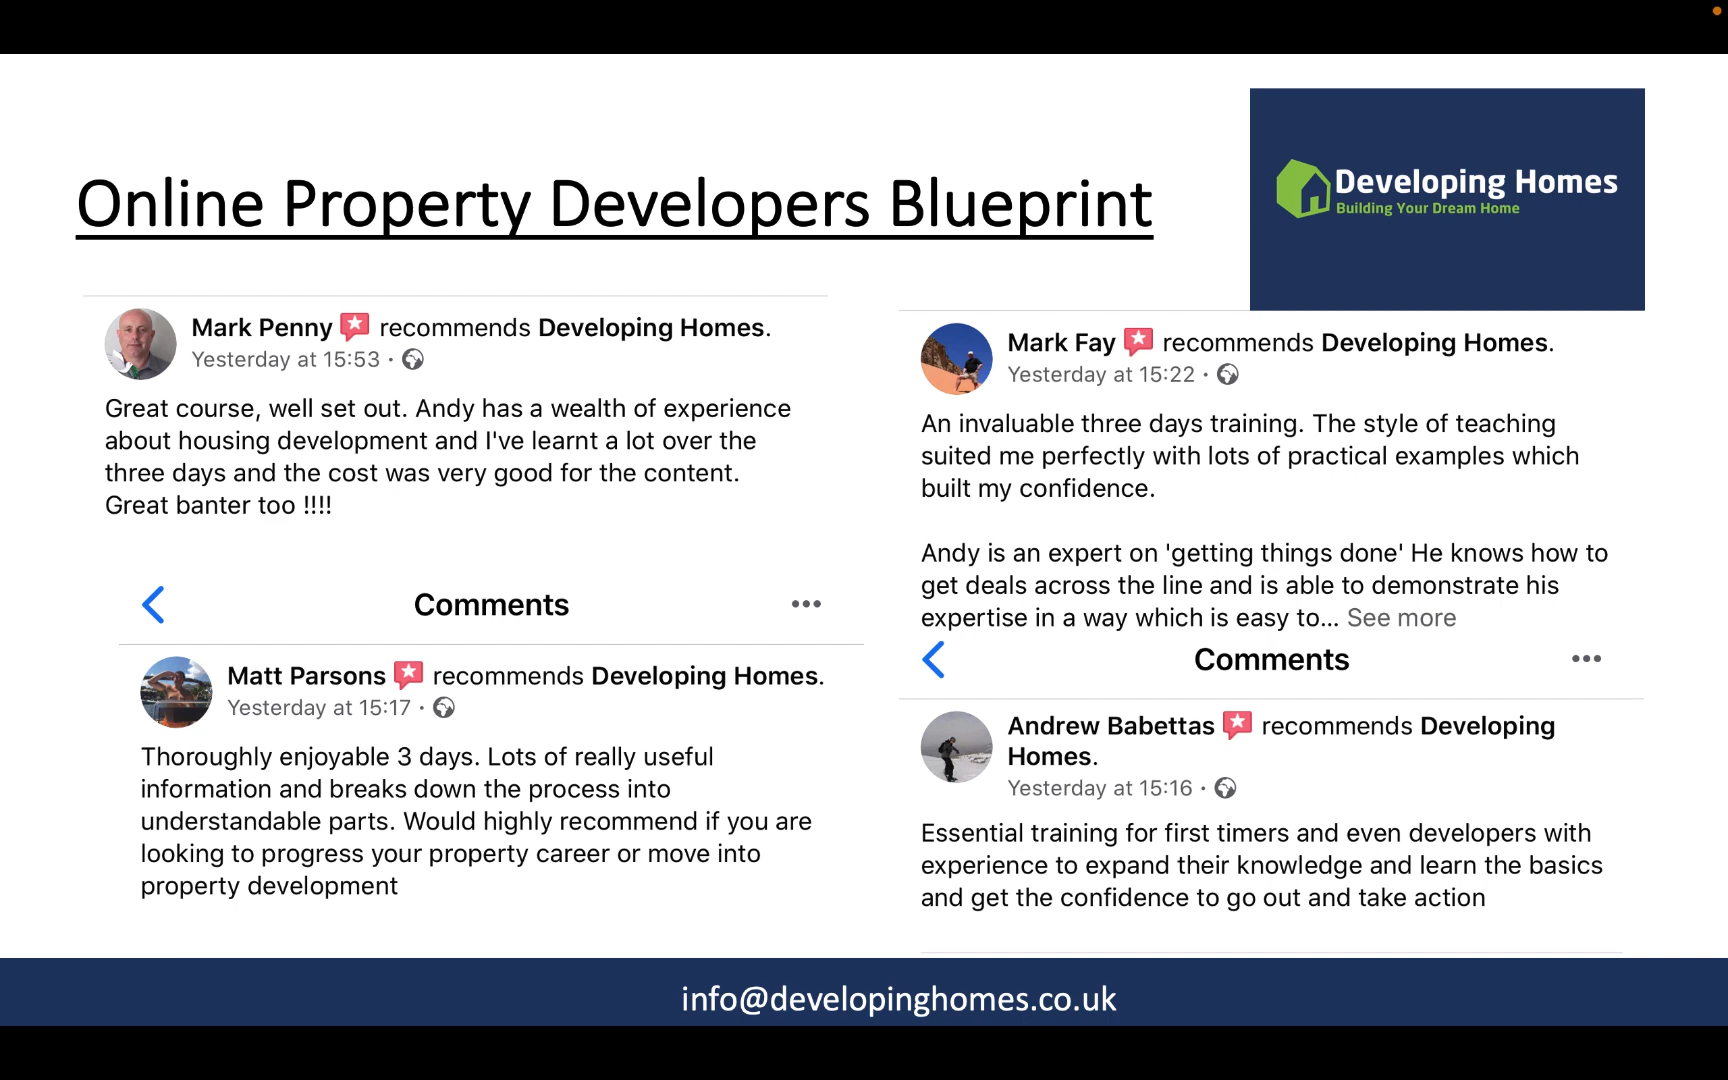 Developing Homes
Building Your Dream Home
Online Property Developers Blueprint
Mark Penny recommends Developing Homes.
Yesterday at 15:53 ·
Great course, well set out. Andy has a wealth of experience
about housing development and I've learnt a lot over the
three days and the cost was very good for the content.
Great banter too !!!!
Comments
Matt Parsons recommends Developing Homes.
Yesterday at 15:17 ·
Thoroughly enjoyable 3 days. Lots of really useful
information and breaks down the process into
understandable parts. Would highly recommend if you are
looking to progress your property career or move into
property development
Mark Fay recommends Developing Homes.
Yesterday at 15:22 ·
An invaluable three days training. The style of teaching
suited me perfectly with lots of practical examples which
built my confidence.
Andy is an expert on 'getting things done' He knows how to
get deals across the line and is able to demonstrate his
expertise in a way which is easy to... See more
Comments
Andrew Babettas recommends Developing
Homes.
Yesterday at 15:16 ·
Essential training for first timers and even developers with
experience to expand their knowledge and learn the basics
and get the confidence to go out and take action
info@developinghomes.co.uk